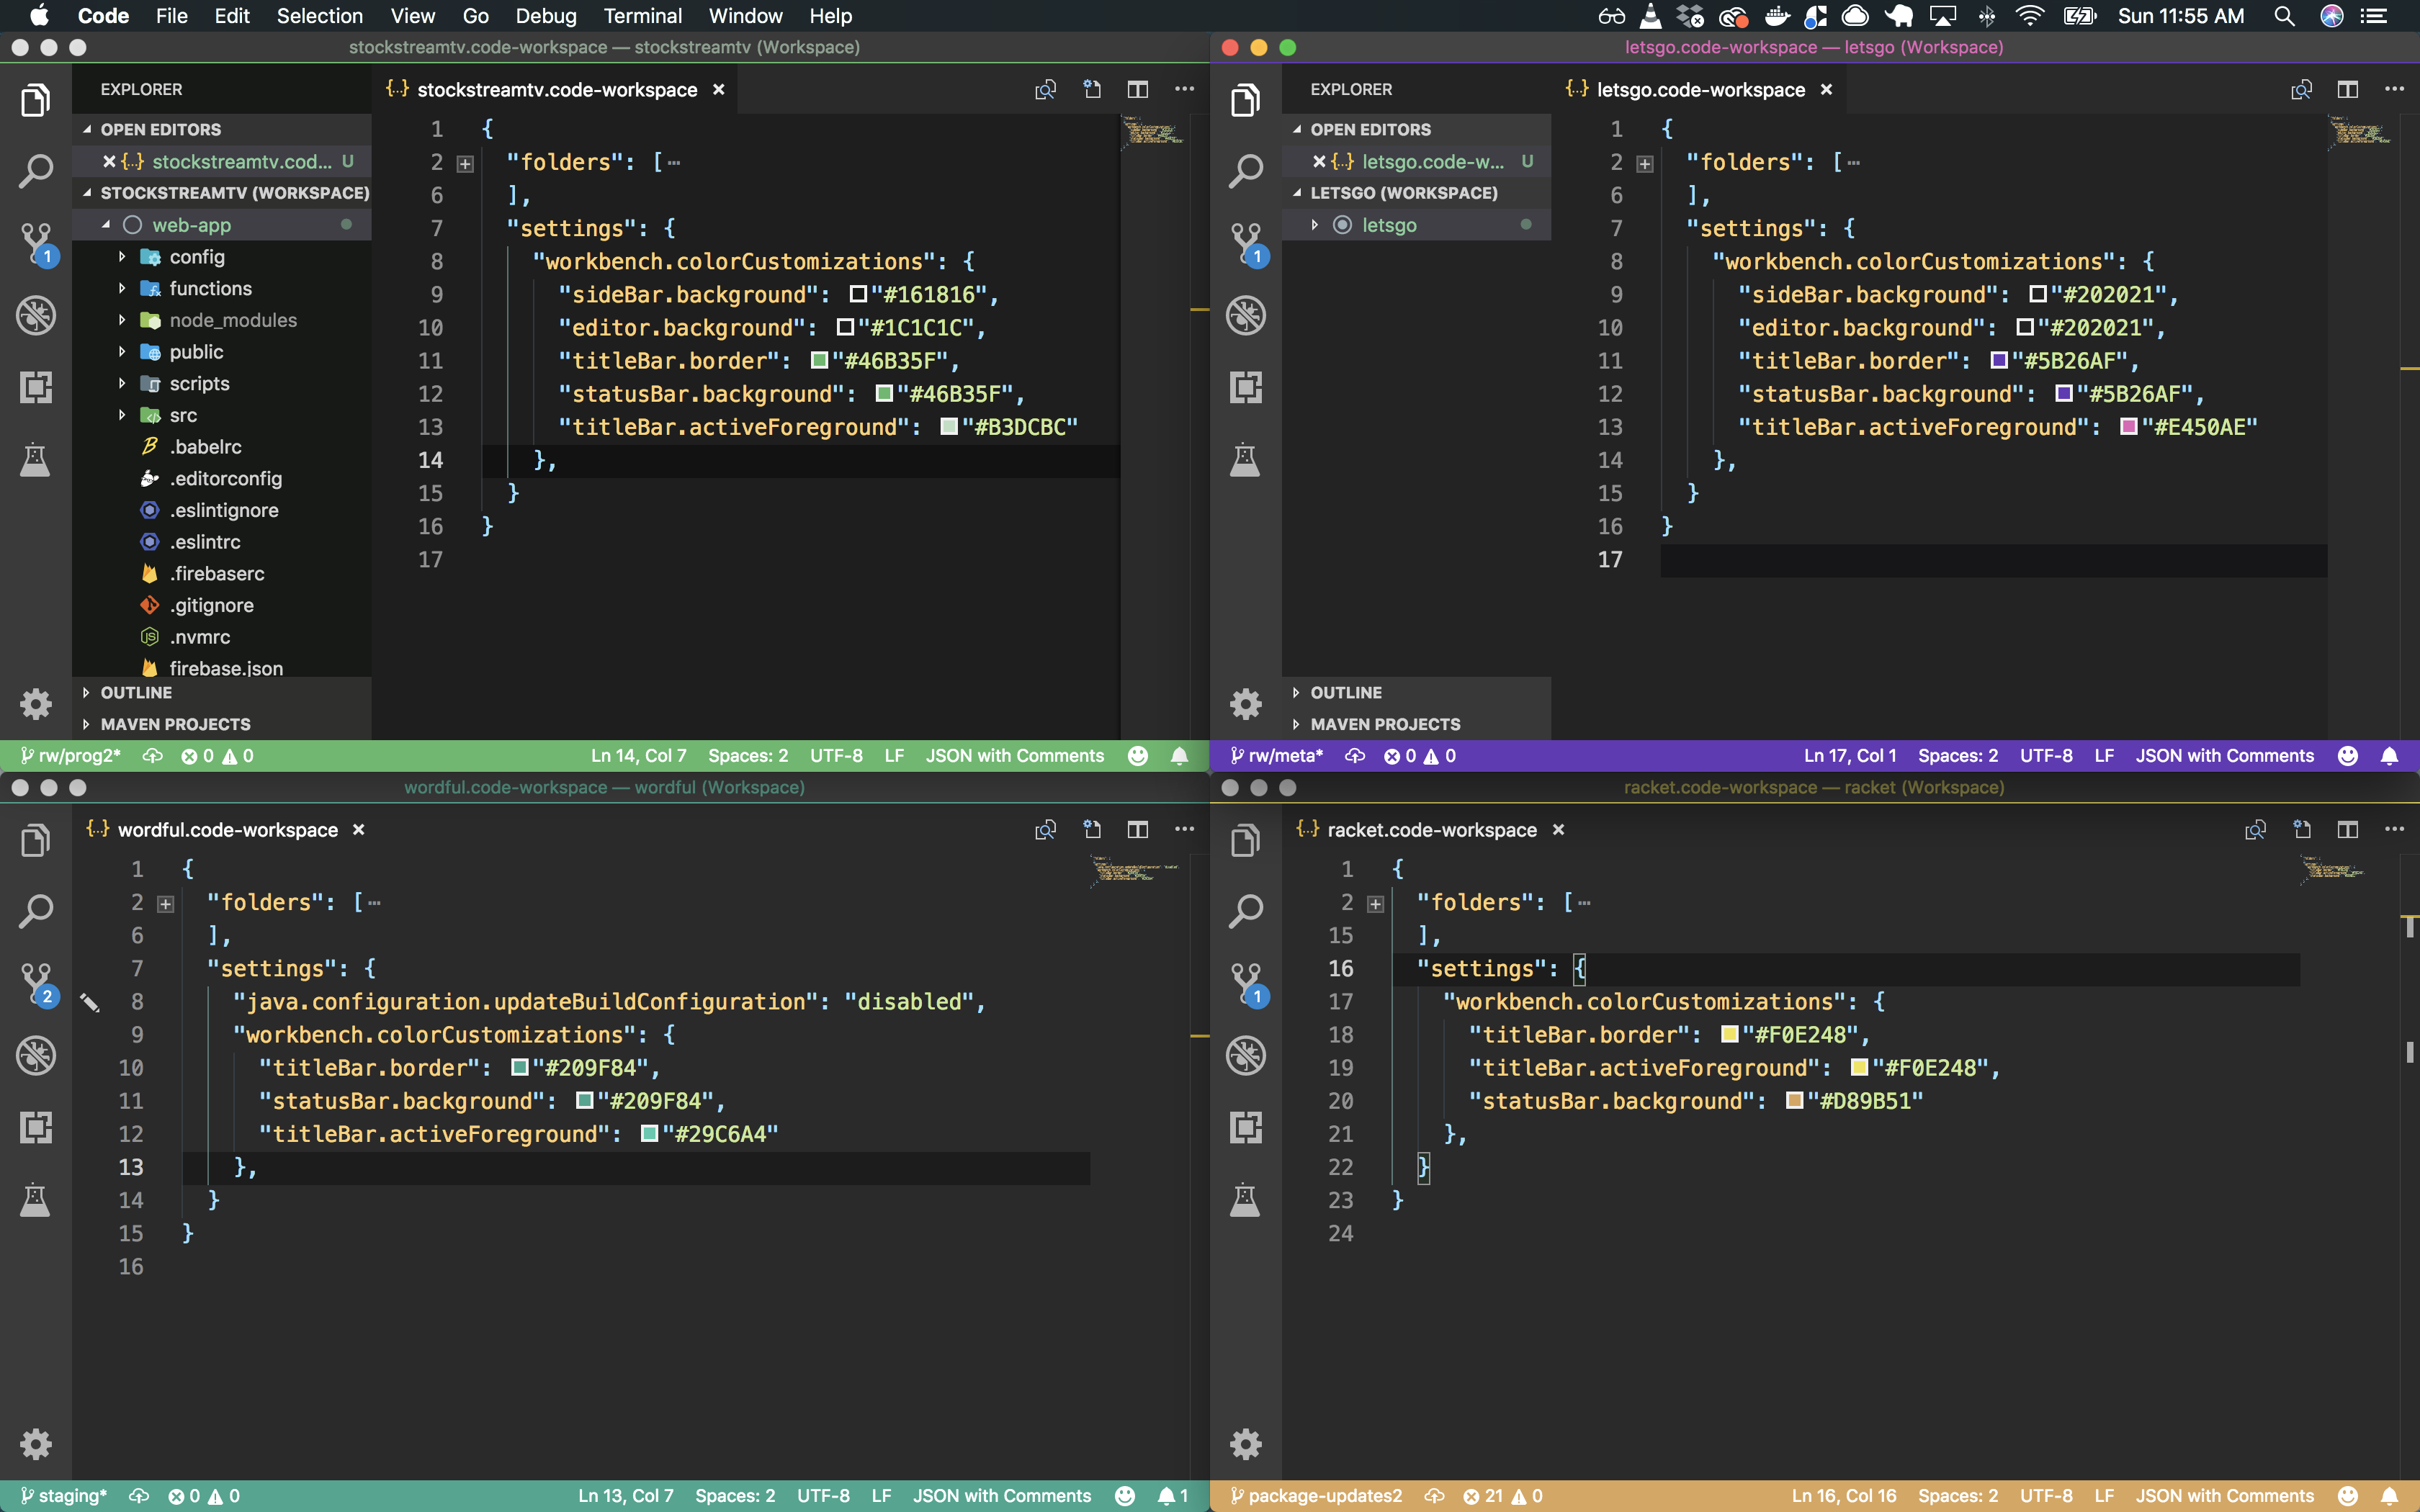 Code File Edit Selection View Go Debug Terminal Window Help Sun 11:55 AM
stockstreamtv.code-workspace — stockstreamtv (Workspace)
EXPLORER
OPEN EDITORS
stockstreamtv.cod... U
STOCKSTREAMTV (WORKSPACE)
web-app
config
functions
node_modules
public
scripts
src
.babelrc
.editorconfig
.eslintignore
.eslintrc
.firebaserc
.gitignore
.nvmrc
firebase.json
OUTLINE
MAVEN PROJECTS
1
stockstreamtv.code-workspace
1 {
2 "folders": [
6 ],
7 "settings": {
8 "workbench.colorCustomizations": {
9 "sideBar.background": "#161816",
10 "editor.background": "#1C1C1C",
11 "titleBar.border": "#46B35F",
12 "statusBar.background": "#46B35F",
13 "titleBar.activeForeground": "#B3DCBC"
14 },
15 }
16 }
17
rw/prog2* 0 0 Ln 14, Col 7 Spaces: 2 UTF-8 LF JSON with Comments
letsgo.code-workspace — letsgo (Workspace)
EXPLORER
OPEN EDITORS
letsgo.code-w... U
LETSGO (WORKSPACE)
letsgo
OUTLINE
MAVEN PROJECTS
1
letsgo.code-workspace
1 {
2 "folders": [
6 ],
7 "settings": {
8 "workbench.colorCustomizations": {
9 "sideBar.background": "#202021",
10 "editor.background": "#202021",
11 "titleBar.border": "#5B26AF",
12 "statusBar.background": "#5B26AF",
13 "titleBar.activeForeground": "#E450AE"
14 },
15 }
16 }
17
rw/meta* 0 0 Ln 17, Col 1 Spaces: 2 UTF-8 LF JSON with Comments
wordful.code-workspace — wordful (Workspace)
2
wordful.code-workspace
1 {
2 "folders": [
6 ],
7 "settings": {
8 "java.configuration.updateBuildConfiguration": "disabled",
9 "workbench.colorCustomizations": {
10 "titleBar.border": "#209F84",
11 "statusBar.background": "#209F84",
12 "titleBar.activeForeground": "#29C6A4"
13 },
14 }
15 }
16
staging* 0 0 Ln 13, Col 7 Spaces: 2 UTF-8 LF JSON with Comments 1
racket.code-workspace — racket (Workspace)
1
racket.code-workspace
1 {
2 "folders": [
15 ],
16 "settings": {
17 "workbench.colorCustomizations": {
18 "titleBar.border": "#F0E248",
19 "titleBar.activeForeground": "#F0E248",
20 "statusBar.background": "#D89B51"
21 },
22 }
23 }
24
package-updates2 21 0 Ln 16, Col 16 Spaces: 2 UTF-8 LF JSON with Comments